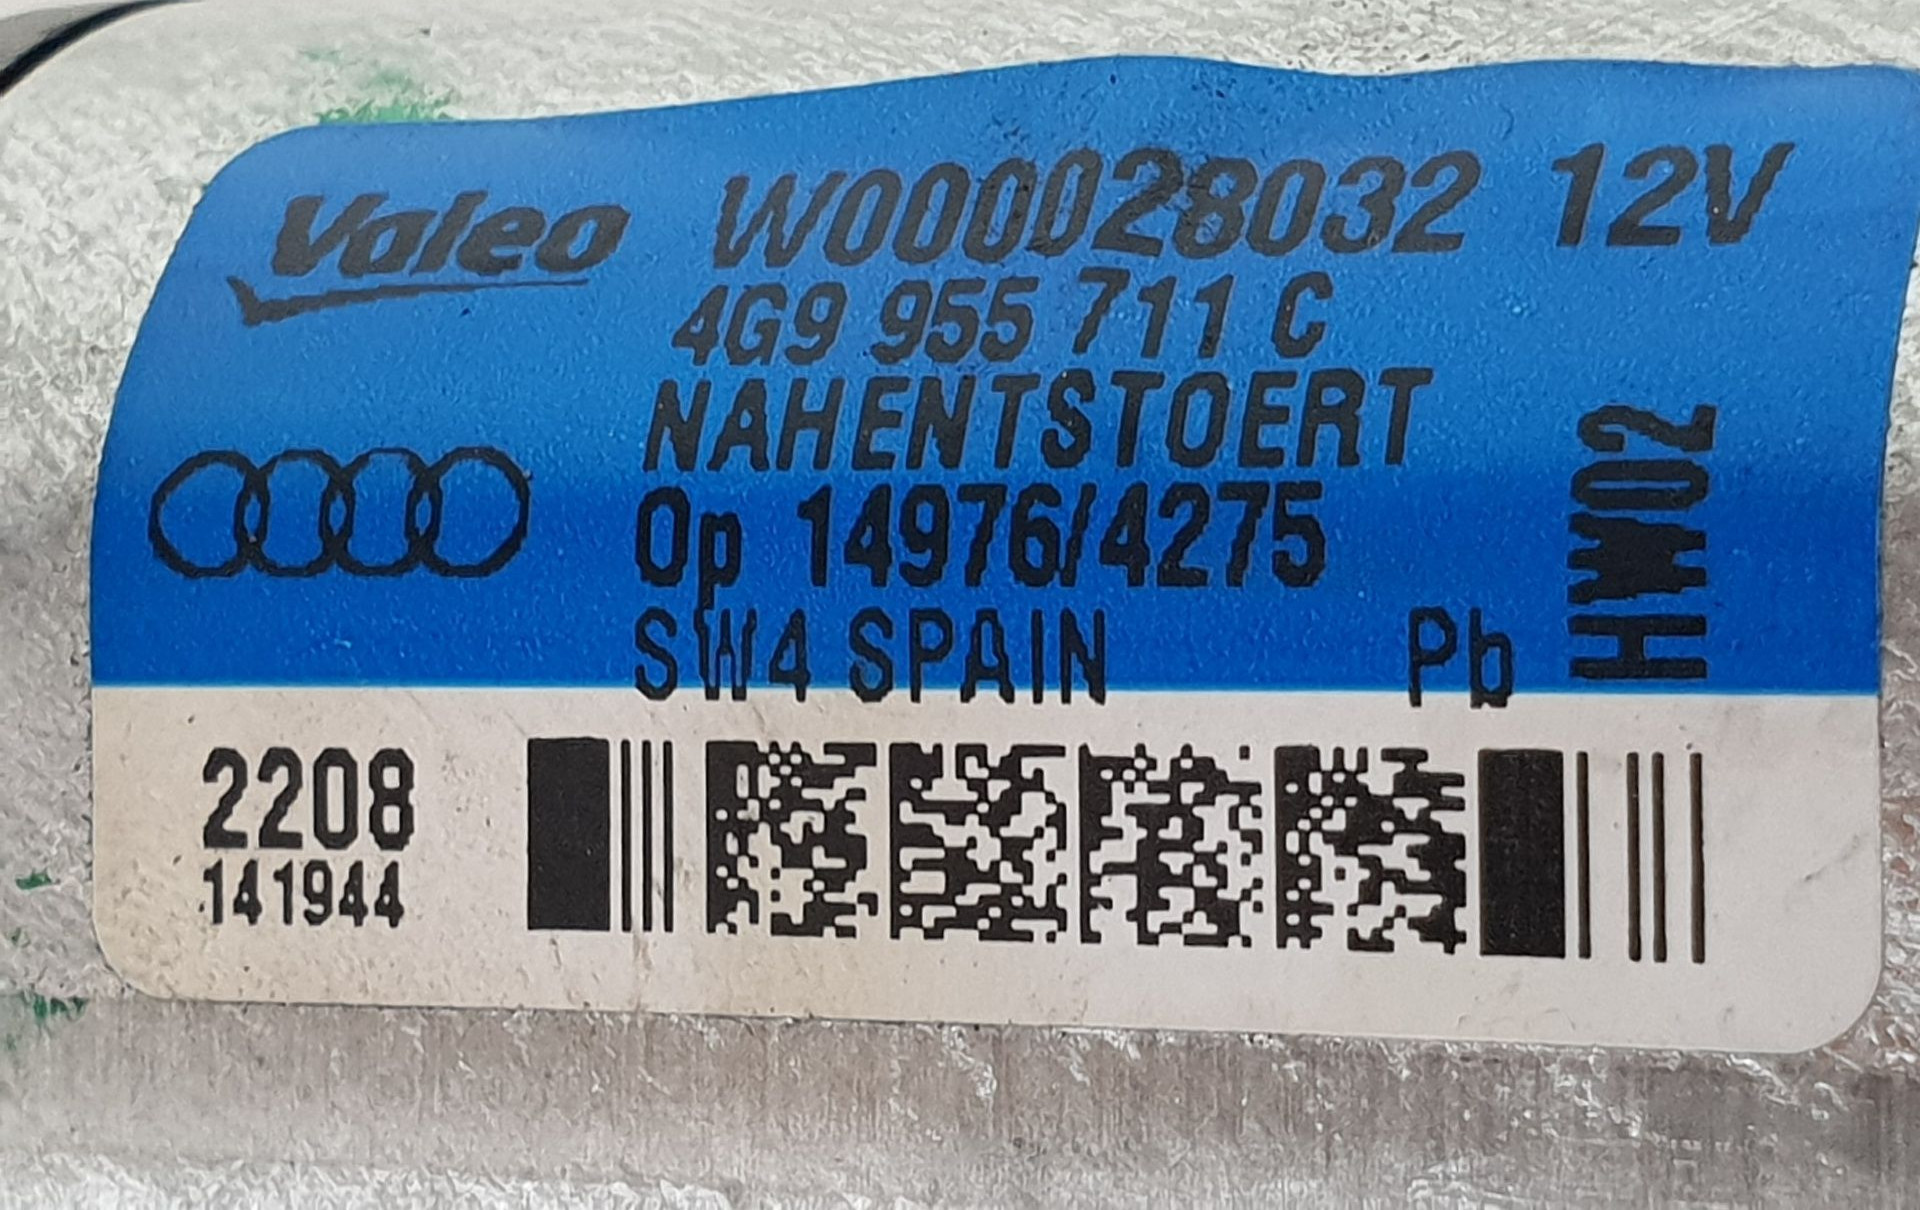 Valeo W000028032 12V
4G9 955 711 C
NAHENTSTOERT
Op 14976/4275
SW4 SPAIN Pb
HW02
2208
141944